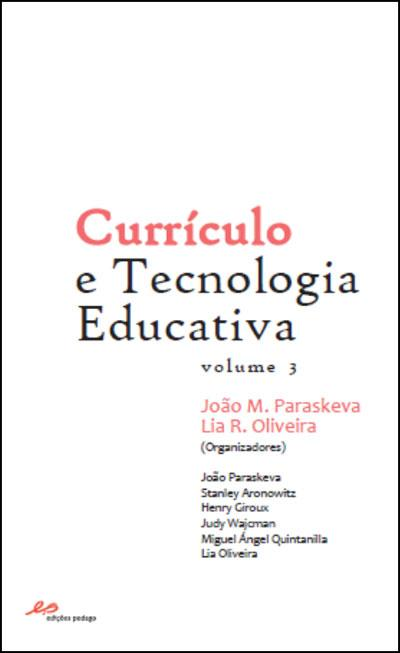 Currículo
e Tecnologia
Educativa
volume 3
João M. Paraskeva
Lia R. Oliveira
(Organizadores)
João Paraskeva
Stanley Aronowitz
Henry Giroux
Judy Wajcman
Miguel Ángel Quintanilla
Lia Oliveira
edições pedago